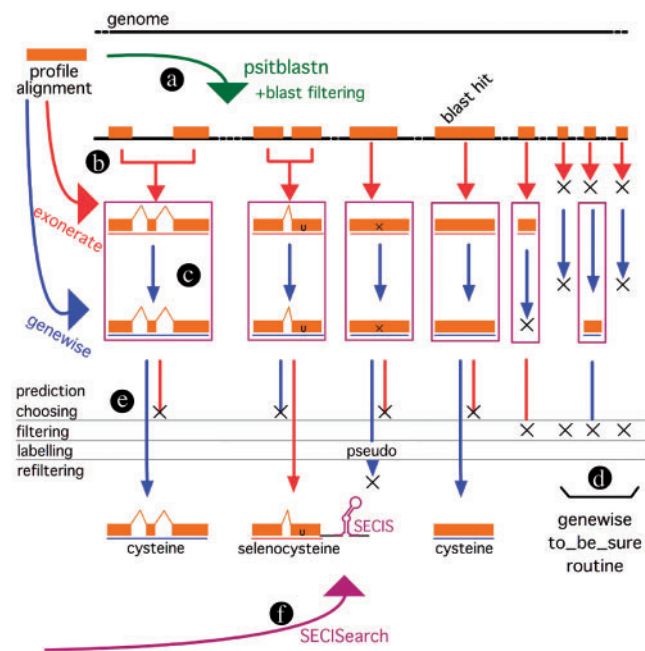 genome
profile
alignment
a
psitblastn
+blast filtering
blast hit
b
exonerate
U
c
genewise
U
e
prediction
choosing
filtering
labelling
pseudo
refiltering
d
U
SECIS
cysteine
selenocysteine
cysteine
genewise
to_be_sure
routine
f
SECISearch